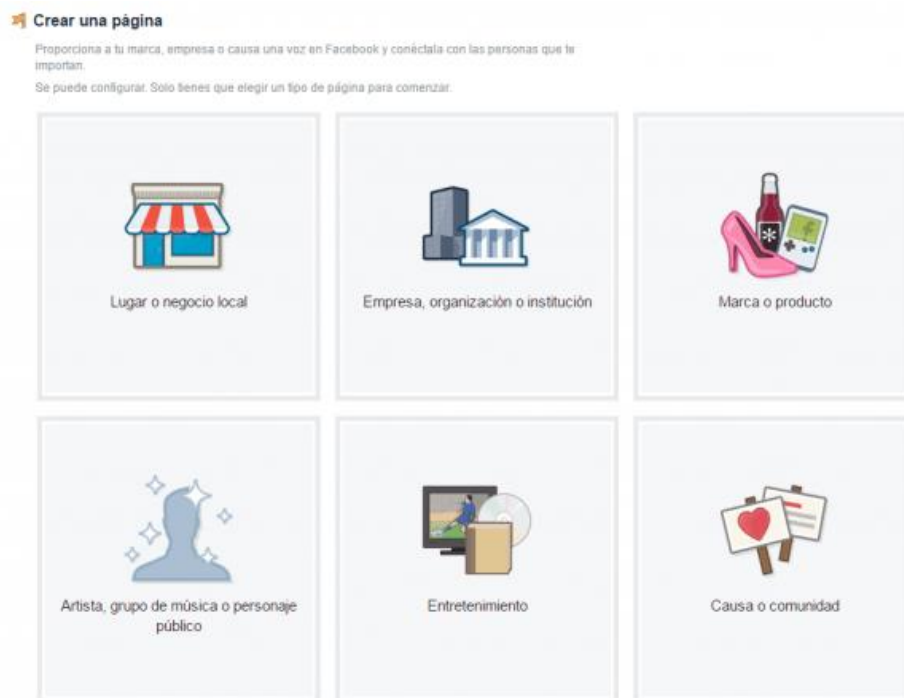 Crear una página
Proporciona a tu marca, empresa o causa una voz en Facebook y conéctala con las personas que te
importan.
Se puede configurar. Solo tienes que elegir un tipo de página para comenzar.
Lugar o negocio local
Empresa, organización o institución
Marca o producto
Artista, grupo de música o personaje
público
Entretenimiento
Causa o comunidad